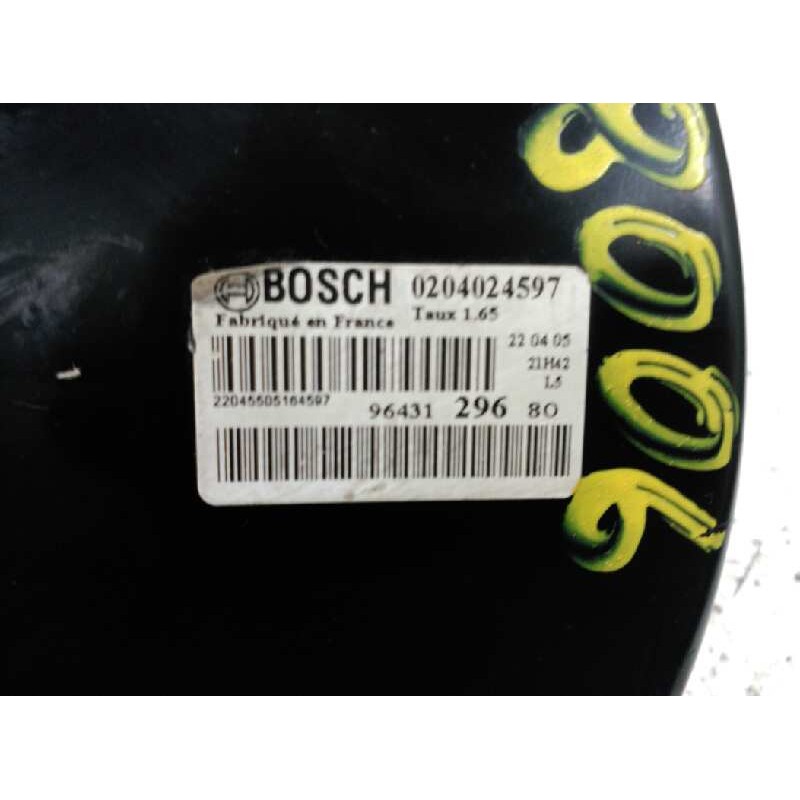 BOSCH 0204024597
Fabriqué en France Taux 1.65
22 04 05
21H42
L5
22045505164597
96431 296 80
9008